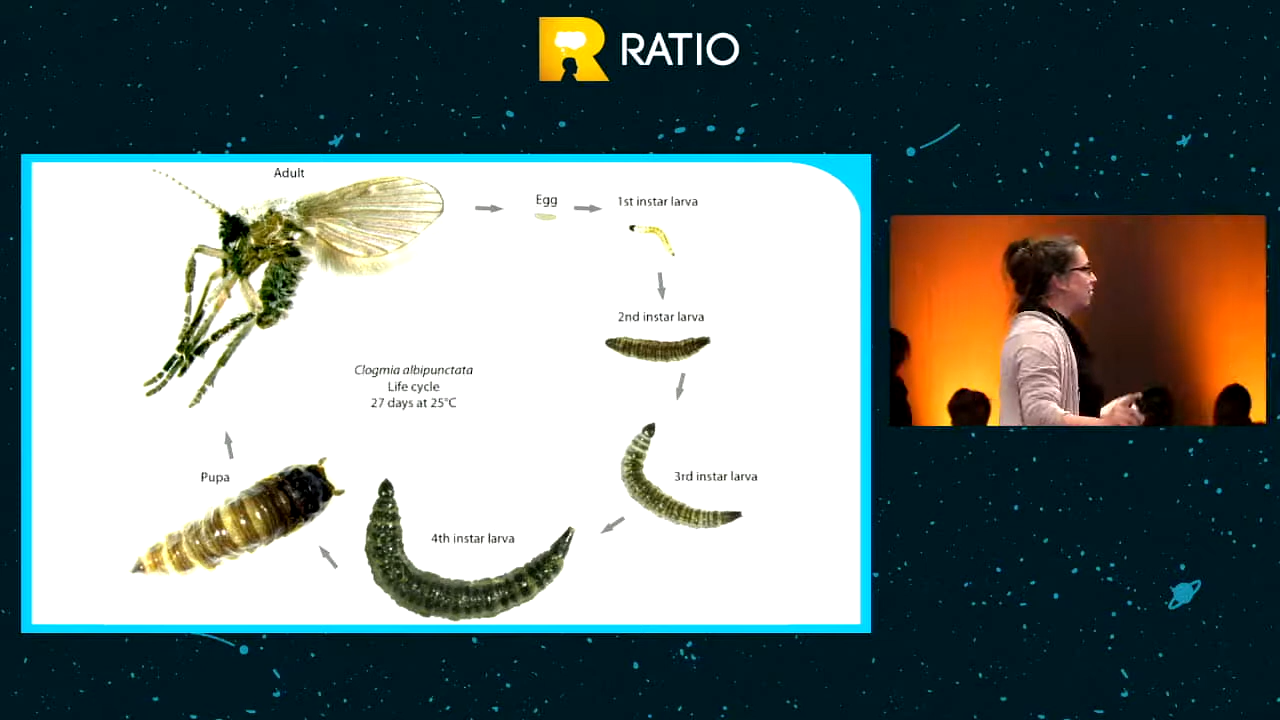 RATIO
Adult
Egg
1st instar larva
2nd instar larva
Clogmia albipunctata
Life cycle
27 days at 25°C
3rd instar larva
Pupa
4th instar larva